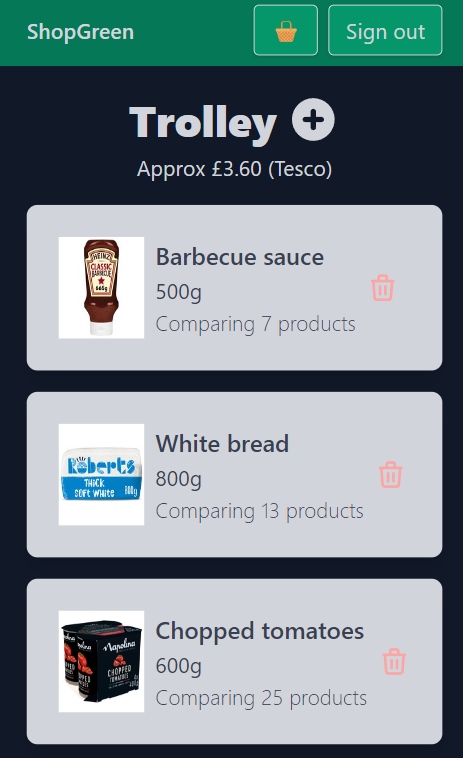 ShopGreen
Sign out
Trolley
Approx £3.60 (Tesco)
HEINZ
CLASSIC
BARBECUE
665g
Barbecue sauce
500g
Comparing 7 products
Roberts
THICK
SOFT WHITE 800g
White bread
800g
Comparing 13 products
Napolina
CHOPPED
TOMATOES
Chopped tomatoes
600g
Comparing 25 products